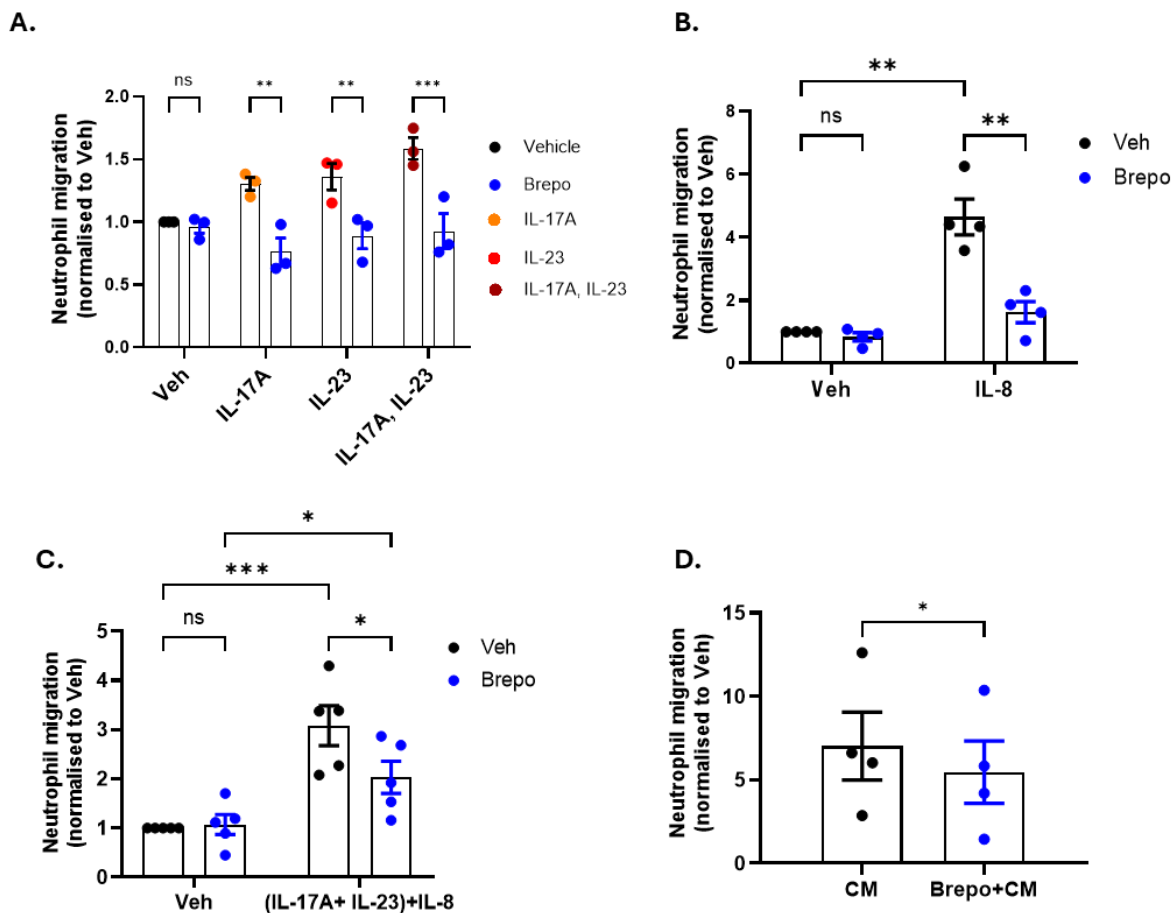 A.
ns
**
**
***
Neutrophil migration
(normalised to Veh)
2.0
1.5
1.0
0.5
0.0
Veh
IL-17A
IL-23
IL-17A, IL-23
Vehicle
Brepo
IL-17A
IL-23
IL-17A, IL-23
B.
**
ns
**
Neutrophil migration
(normalised to Veh)
8
6
4
2
0
Veh
IL-8
Veh
Brepo
C.
*
***
ns
*
Neutrophil migration
(normalised to Veh)
5
4
3
2
1
0
Veh
(IL-17A+ IL-23)+IL-8
Veh
Brepo
D.
*
Neutrophil migration
(normalised to Veh)
15
10
5
0
CM
Brepo+CM